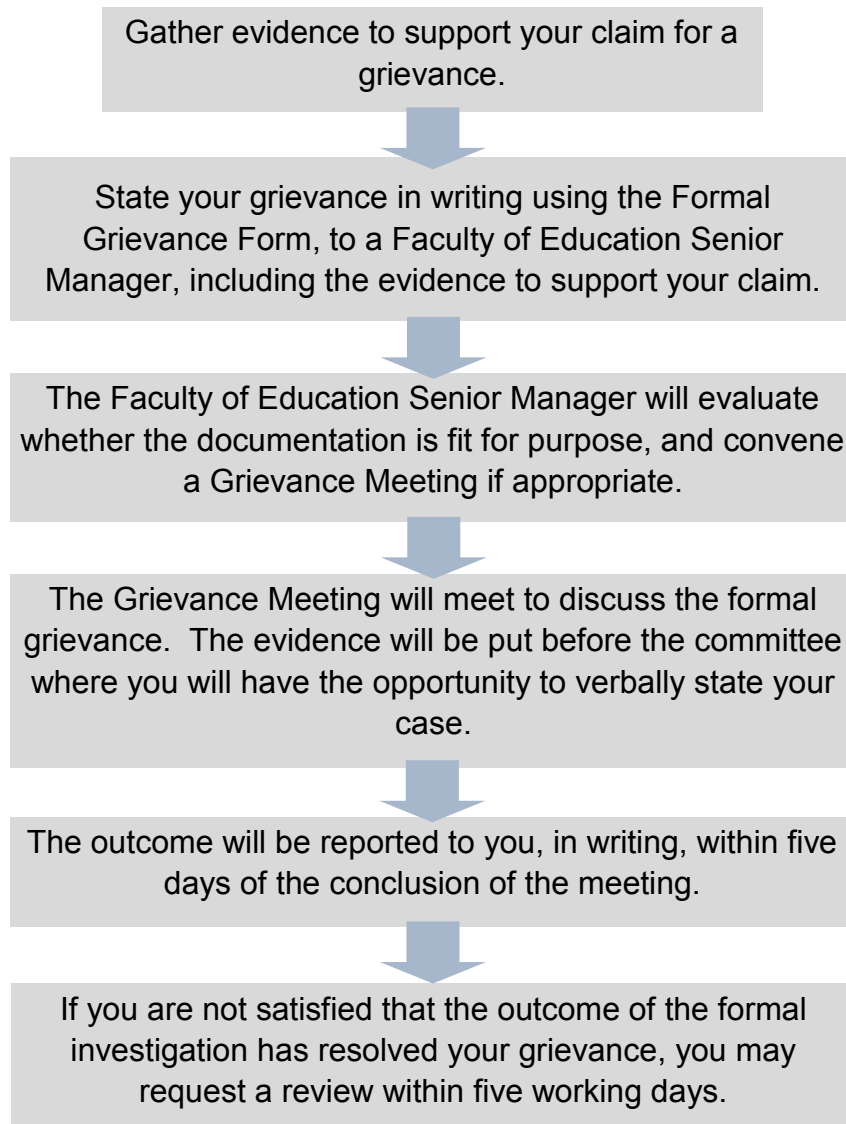 Gather evidence to support your claim for a
grievance.
State your grievance in writing using the Formal
Grievance Form, to a Faculty of Education Senior
Manager, including the evidence to support your claim.
The Faculty of Education Senior Manager will evaluate
whether the documentation is fit for purpose, and convene
a Grievance Meeting if appropriate.
The Grievance Meeting will meet to discuss the formal
grievance.  The evidence will be put before the committee
where you will have the opportunity to verbally state your
case.
The outcome will be reported to you, in writing, within five
days of the conclusion of the meeting.
If you are not satisfied that the outcome of the formal
investigation has resolved your grievance, you may
request a review within five working days.